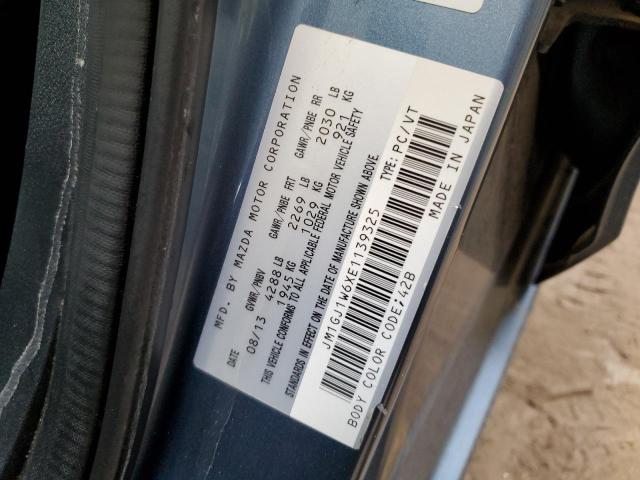 MFD. BY MAZDA MOTOR CORPORATION
DATE GVWR/PNBV GAWR/PNBE FRT GAWR/PNBE RR
08/13 4288 LB 2269 LB 2030 LB
1945 KG 1029 KG 921 KG
THIS VEHICLE CONFORMS TO ALL APPLICABLE FEDERAL MOTOR VEHICLE SAFETY
STANDARDS IN EFFECT ON THE DATE OF MANUFACTURE SHOWN ABOVE
JM1GJ1W6XE1139325 TYPE: PC/VT
BODY COLOR CODE: 42B MADE IN JAPAN